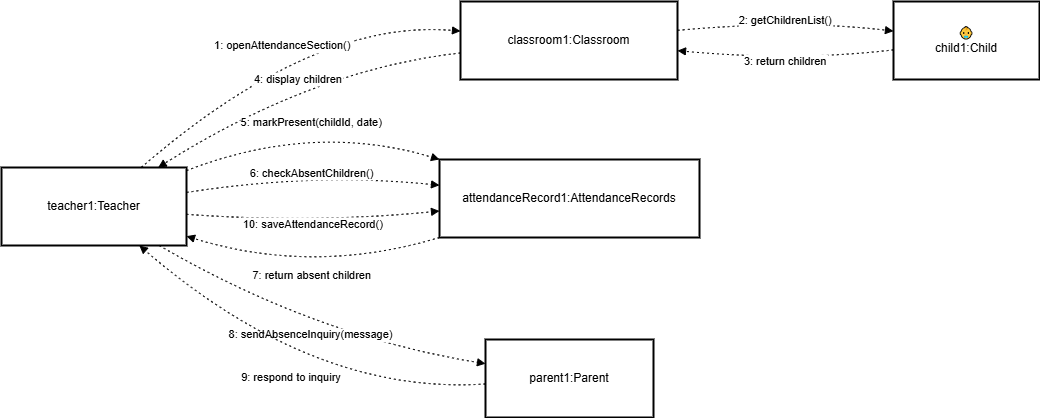 1: openAttendanceSection()
classroom1:Classroom
2: getChildrenList()
child1:Child
3: return children
4: display children
5: markPresent(childId, date)
6: checkAbsentChildren()
teacher1:Teacher
attendanceRecord1:AttendanceRecords
10: saveAttendanceRecord()
7: return absent children
8: sendAbsenceInquiry(message)
9: respond to inquiry
parent1:Parent